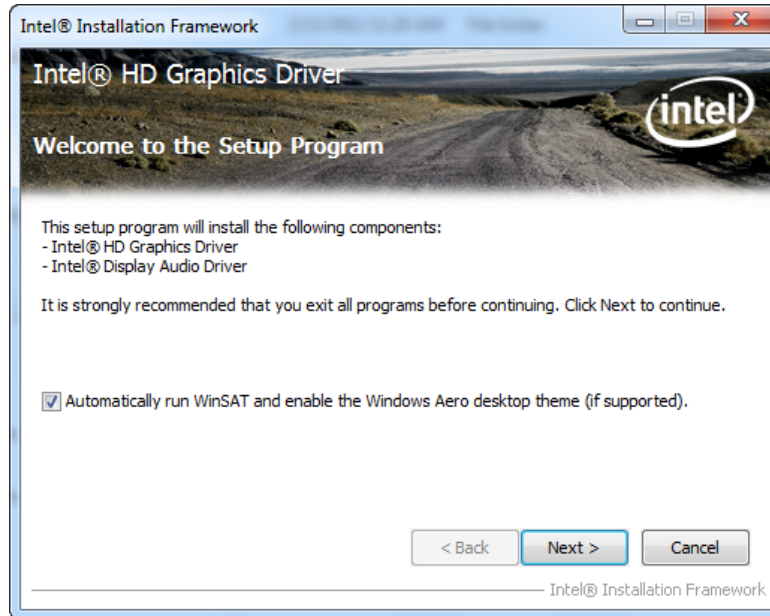 Intel® Installation Framework
Intel® HD Graphics Driver
intel
Welcome to the Setup Program
This setup program will install the following components:
- Intel® HD Graphics Driver
- Intel® Display Audio Driver
It is strongly recommended that you exit all programs before continuing. Click Next to continue.
Automatically run WinSAT and enable the Windows Aero desktop theme (if supported).
< Back Next > Cancel
Intel® Installation Framework